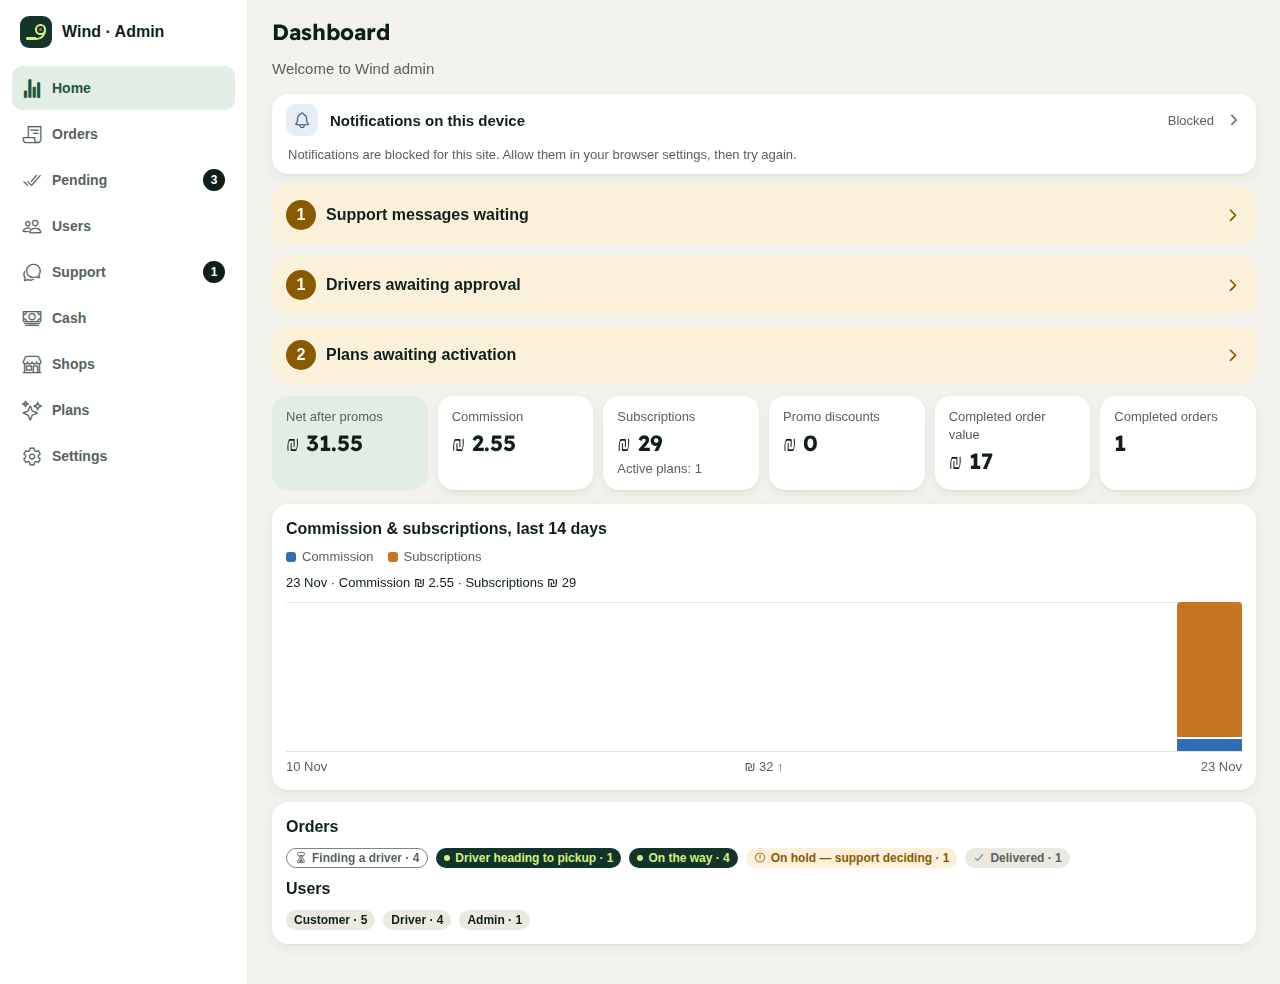 Wind · Admin
Home
Orders
Pending 3
Users
Support 1
Cash
Shops
Plans
Settings
Dashboard
Welcome to Wind admin
Notifications on this device Blocked
Notifications are blocked for this site. Allow them in your browser settings, then try again.
1 Support messages waiting
1 Drivers awaiting approval
2 Plans awaiting activation
Net after promos
₪ 31.55
Commission
₪ 2.55
Subscriptions
₪ 29
Active plans: 1
Promo discounts
₪ 0
Completed order
value
₪ 17
Completed orders
1
Commission & subscriptions, last 14 days
Commission Subscriptions
23 Nov · Commission ₪ 2.55 · Subscriptions ₪ 29
10 Nov ₪ 32 ↑ 23 Nov
Orders
Finding a driver · 4 Driver heading to pickup · 1 On the way · 4 On hold — support deciding · 1 Delivered · 1
Users
Customer · 5 Driver · 4 Admin · 1